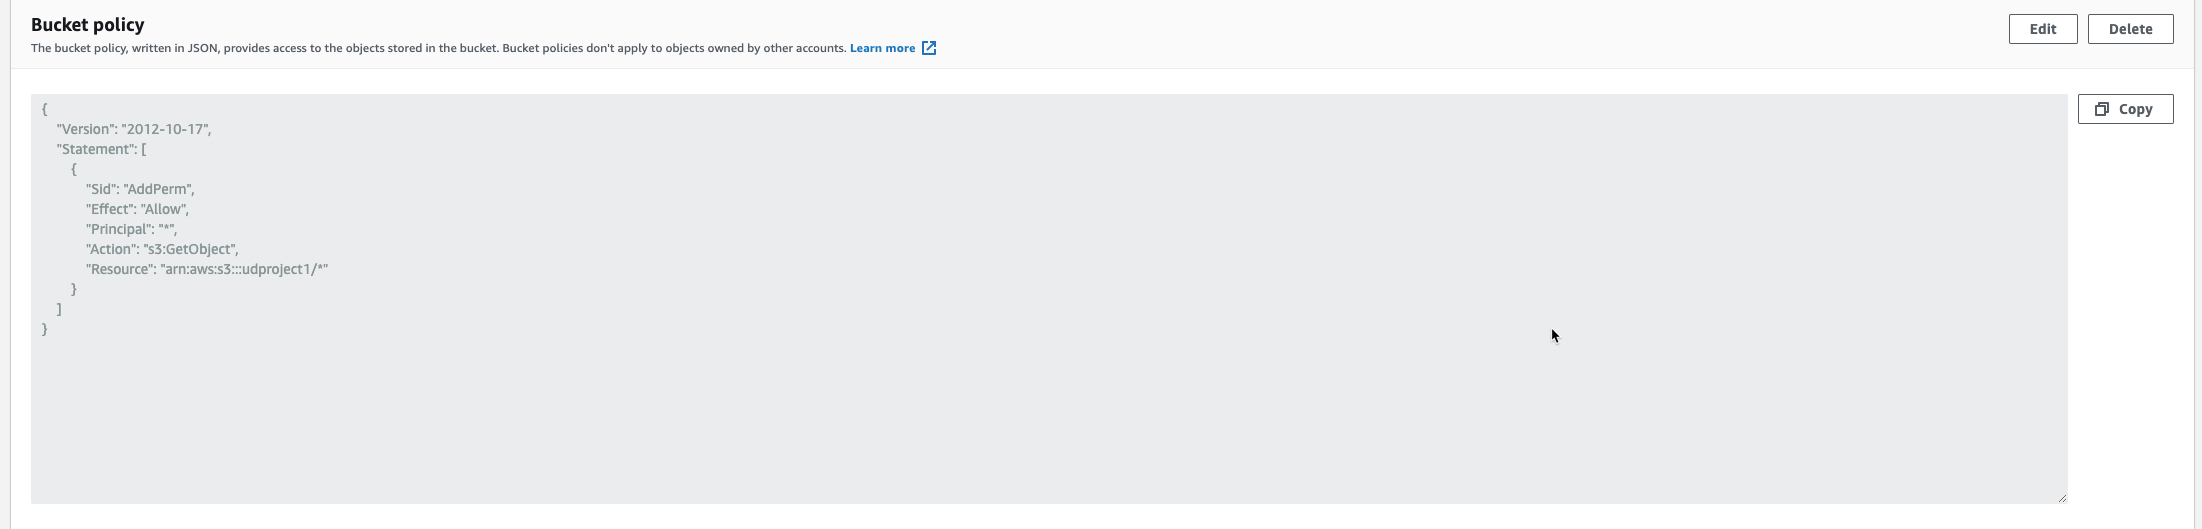 Bucket policy
Edit
Delete
The bucket policy, written in JSON, provides access to the objects stored in the bucket. Bucket policies don't apply to objects owned by other accounts. Learn more
Copy
{
"Version": "2012-10-17",
"Statement": [
{
"Sid": "AddPerm",
"Effect": "Allow",
"Principal": "*",
"Action": "s3:GetObject",
"Resource": "arn:aws:s3:::udproject1/*"
}
]
}